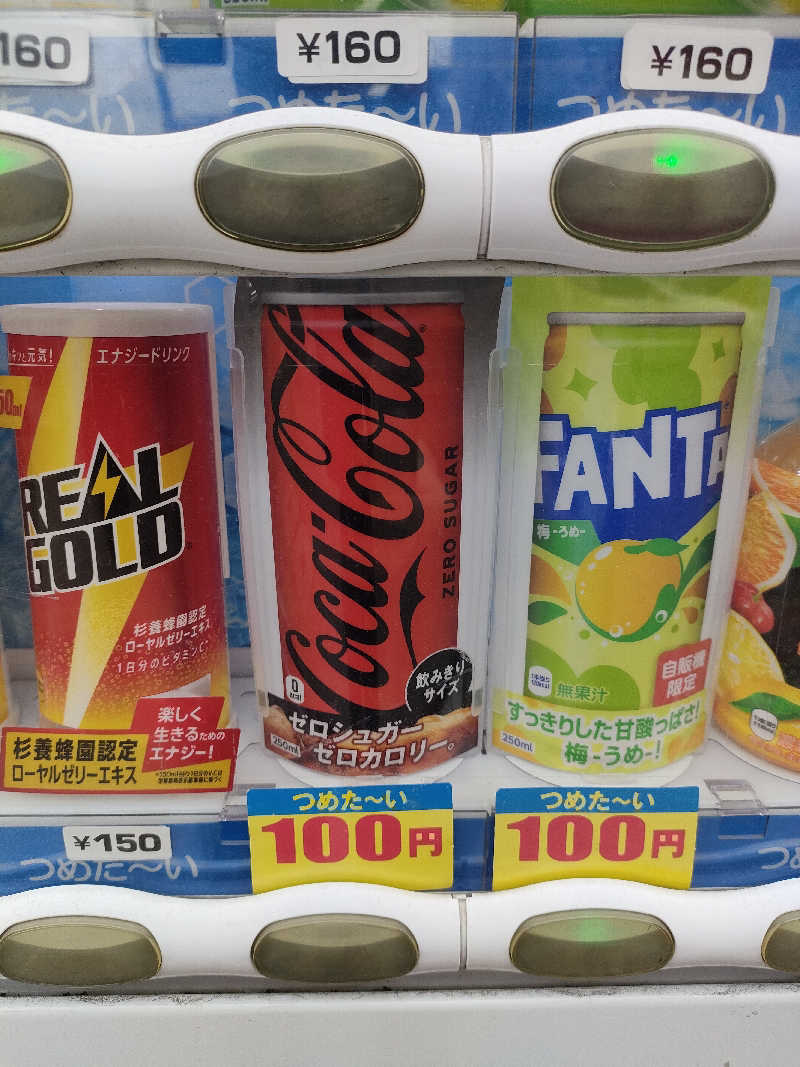 160
¥160
¥160
つめた〜い
つめた〜い
元気!
エナジードリンク
REAL
GOLD
杉養蜂園認定
ローヤルゼリーエキス
1日分のビタミンC
楽しく
生きるための
エナジー!
杉養蜂園認定
ローヤルゼリーエキス
Coca-Cola
ZERO SUGAR
0
kcal
飲みきり
サイズ
ゼロシュガー
ゼロカロリー。
250ml
FANTA
梅-うめ-
無果汁
自販機
限定
すっきりした甘酸っぱさ!
梅-うめ-!
250ml
¥150
つめた〜い
つめた〜い
100円
つめた〜い
100円
つめ